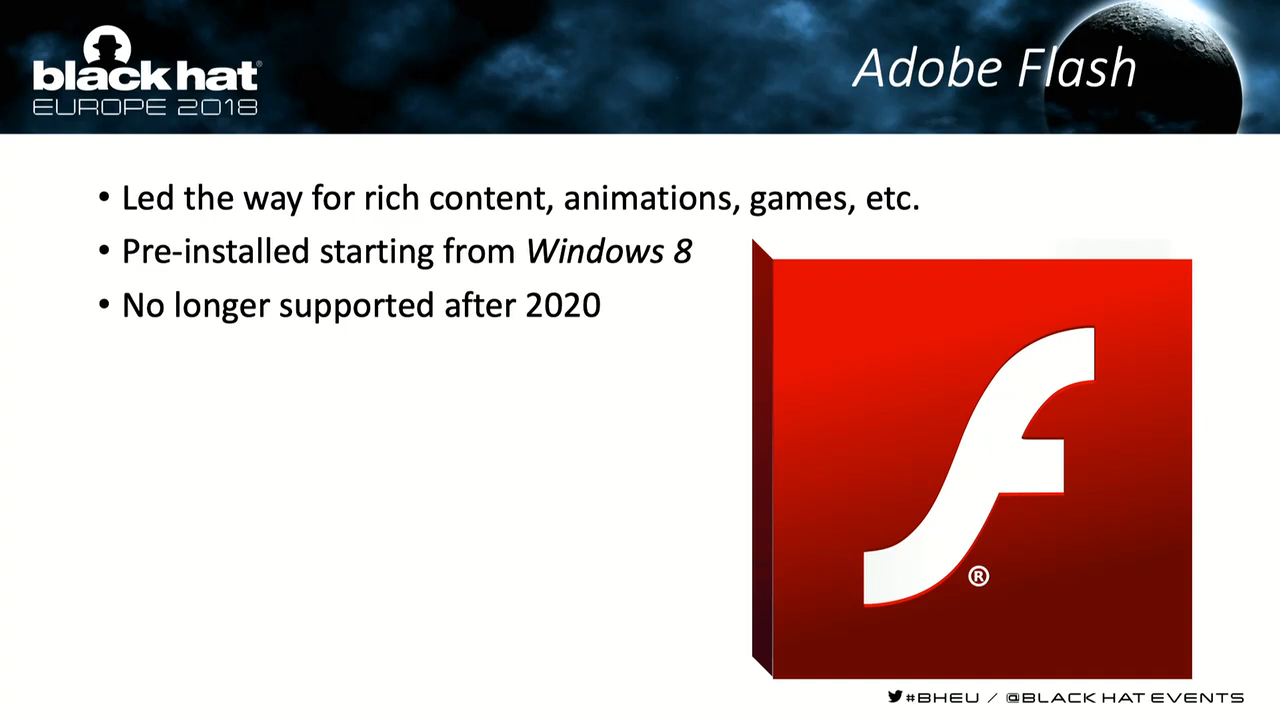 black hat®
EUROPE 2018
Adobe Flash
• Led the way for rich content, animations, games, etc.
• Pre-installed starting from Windows 8
• No longer supported after 2020
f
®
#BHEU / @BLACK HAT EVENTS